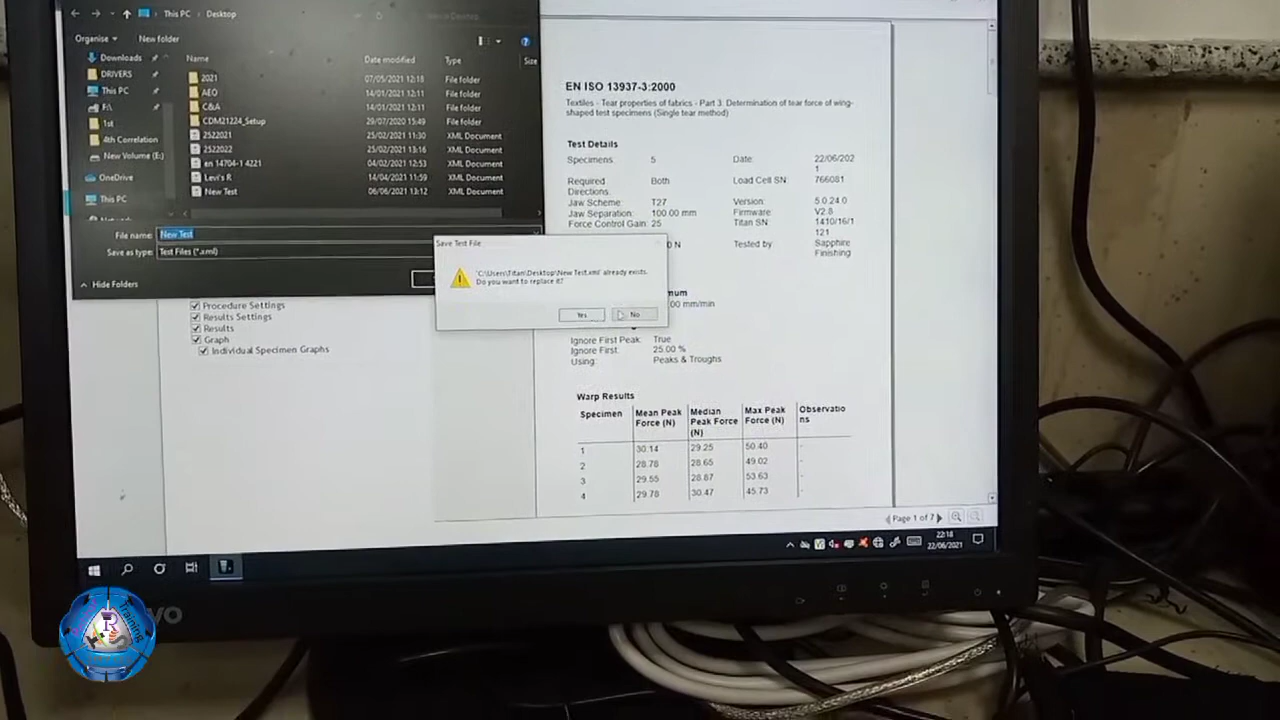 This PC
Desktop
Organise
New folder
Name
Date modified
Type
Size
Downloads
DRIVERS
This PC
F:\
1st
4th Correlation
New Volume (E:)
OneDrive
This PC
2021
07/05/2021 12:18
File folder
AEO
14/01/2021 12:11
File folder
C&A
14/01/2021 12:11
File folder
CDM21224_Setup
29/07/2020 15:49
File folder
2522021
25/02/2021 11:30
XML Document
2522022
25/02/2021 13:16
XML Document
en 14704-1 4221
04/02/2021 12:53
XML Document
Levi's R
14/04/2021 11:59
XML Document
New Test
06/06/2021 13:12
XML Document
File name:
New Test
Save as type:
Test Files (*.xml)
Hide Folders
Save Test File
'C:\Users\Titan\Desktop\New Test.xml' already exists.
Do you want to replace it?
Yes
No
Procedure Settings
Results Settings
Results
Graph
Individual Specimen Graphs
EN ISO 13937-3:2000
Textiles - Tear properties of fabrics - Part 3: Determination of tear force of wing-
shaped test specimens (Single tear method)
Test Details
Specimens:
5
Date:
22/06/202
1
Required
Directions:
Both
Load Cell SN:
766081
Jaw Scheme:
T27
Version:
5.0.24.0
Jaw Separation:
100.00 mm
Firmware:
V2.8
Force Control Gain:
25
Titan SN:
1410/16/1
121
0 N
Tested by
Sapphire
Finishing
mum
00 mm/min
Ignore First Peak:
True
Ignore First:
25.00 %
Using:
Peaks & Troughs
Warp Results
Specimen
Mean Peak
Force (N)
Median
Peak Force
(N)
Max Peak
Force (N)
Observatio
ns
1
30.14
29.25
50.40
-
2
28.78
28.65
49.02
-
3
29.55
28.87
53.63
-
4
29.78
30.47
45.73
-
Page 1 of 7
22:18
22/06/2021
VO
R
Training